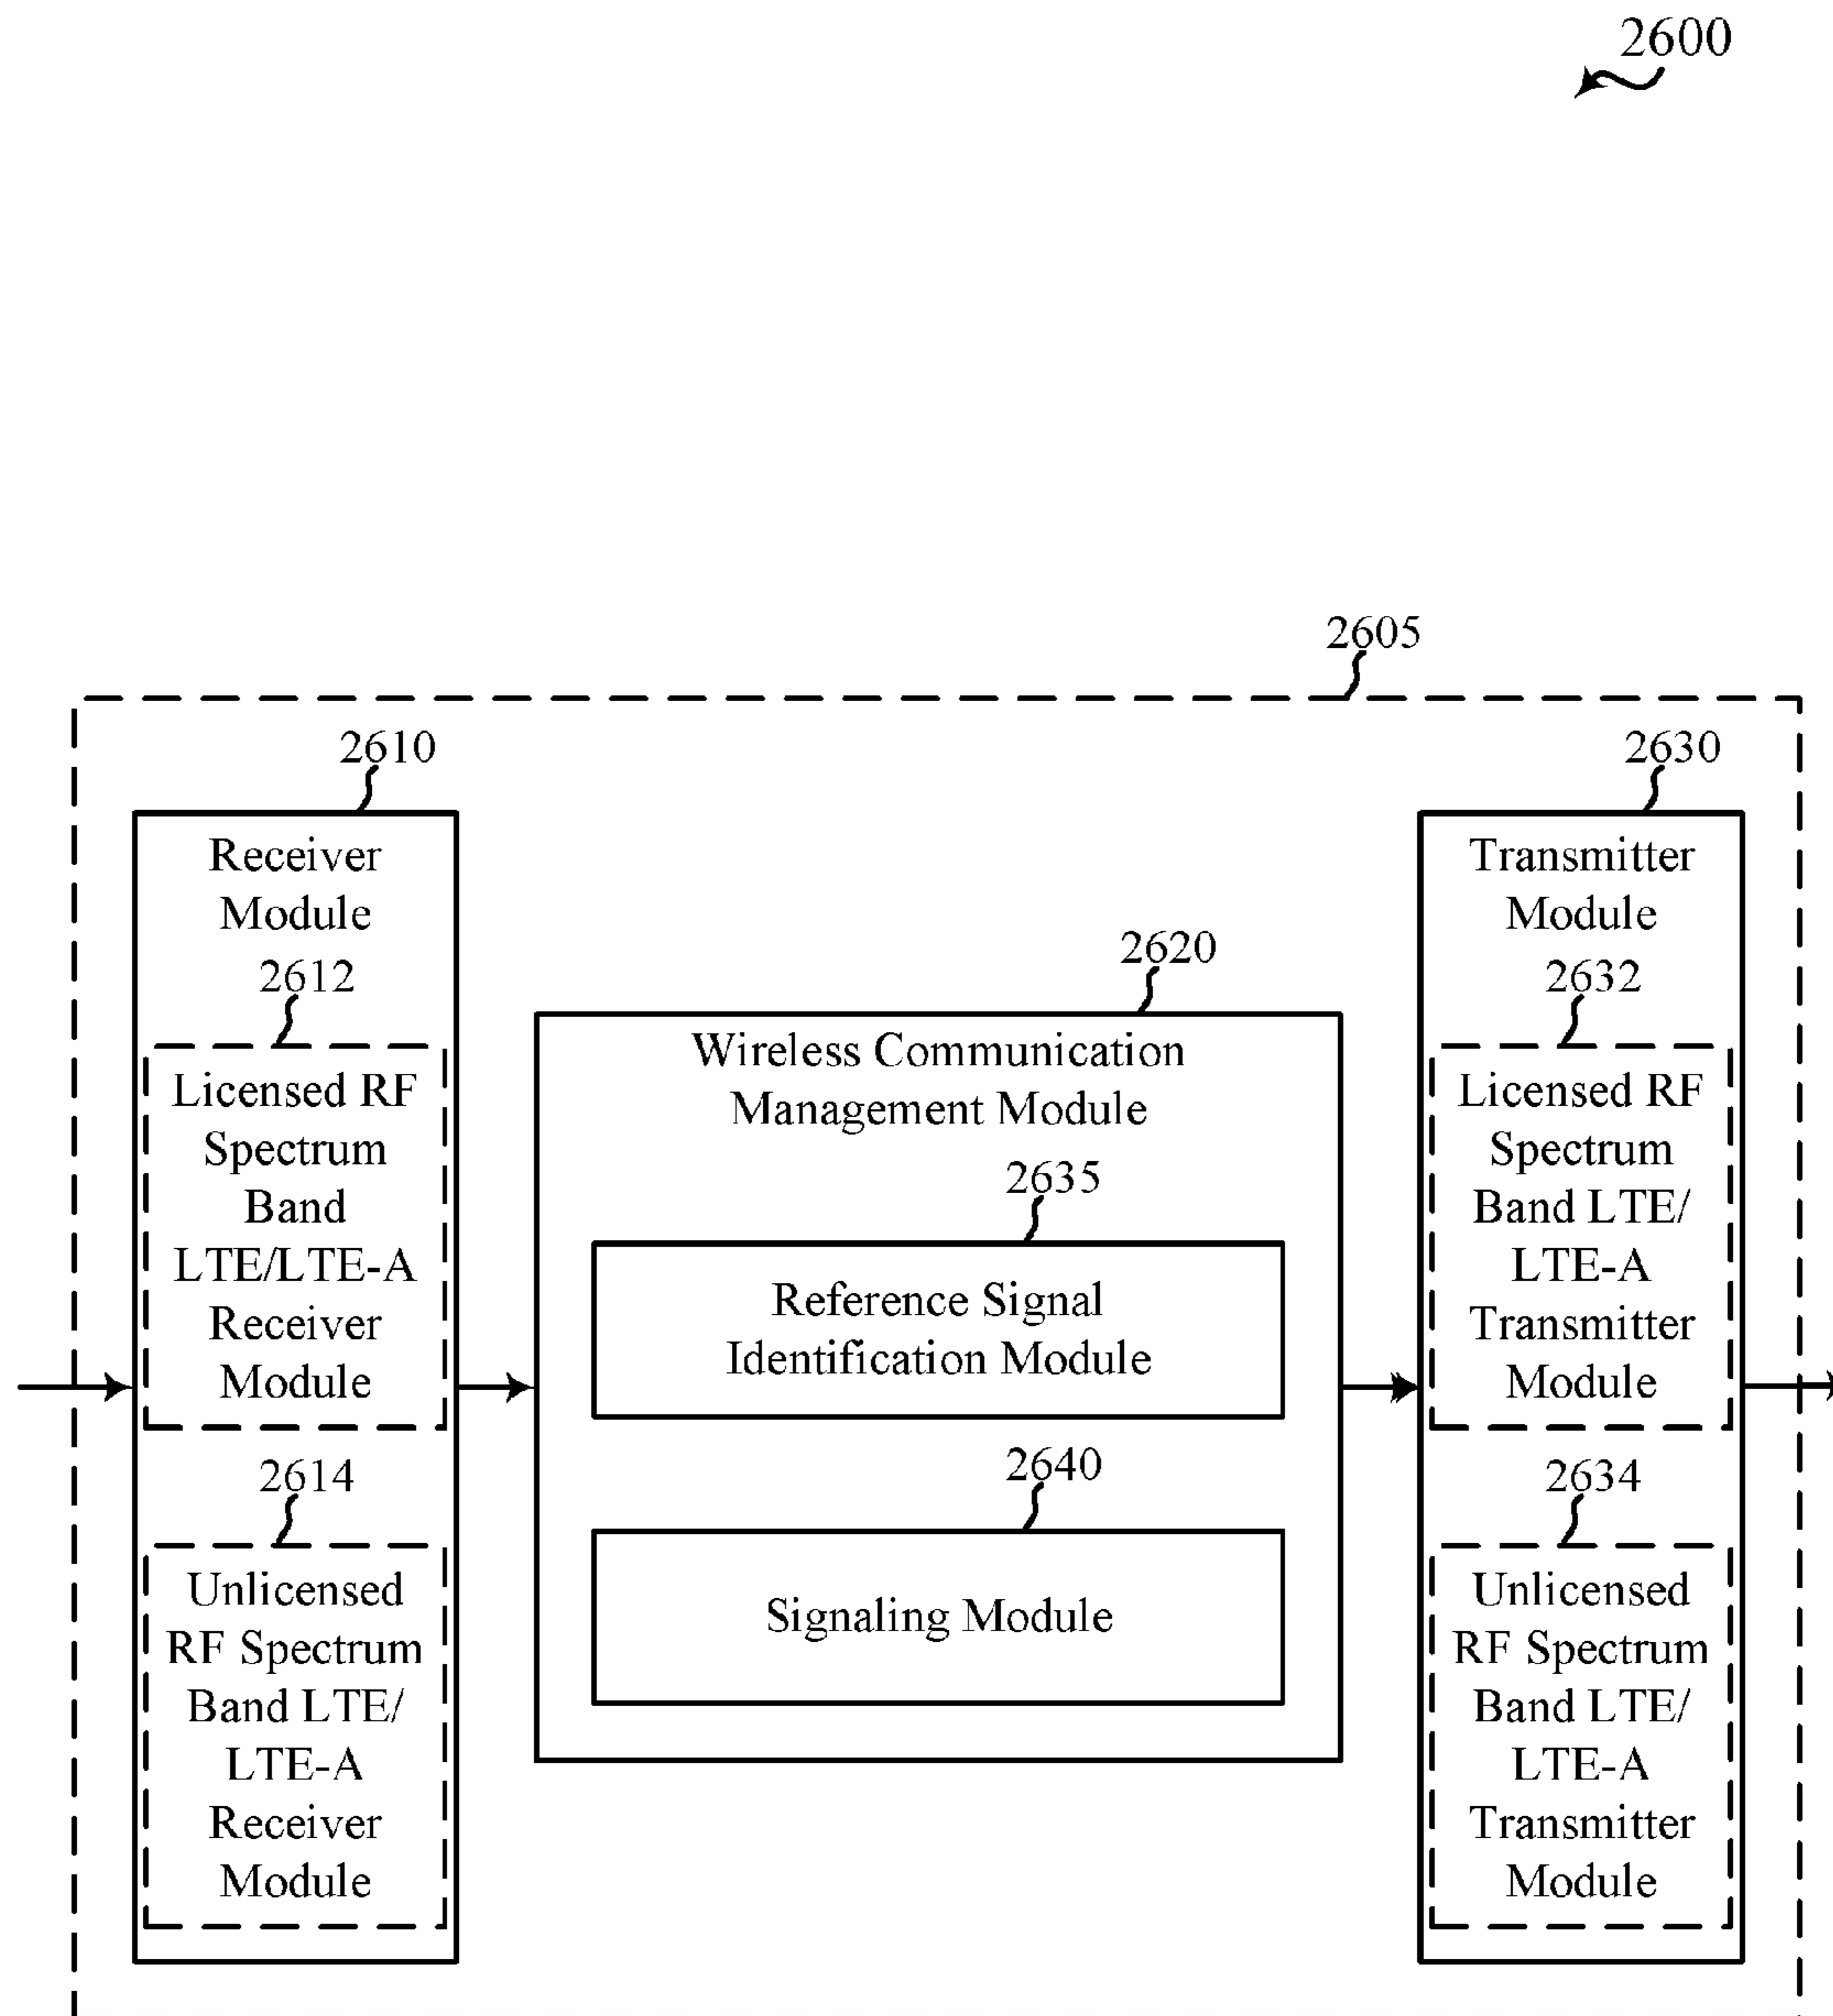 2600
2605
2610
Receiver
Module
2612
Licensed RF
Spectrum
Band
LTE/LTE-A
Receiver
Module
2614
Unlicensed
RF Spectrum
Band LTE/
LTE-A
Receiver
Module
2620
Wireless Communication
Management Module
2635
Reference Signal
Identification Module
2640
Signaling Module
2630
Transmitter
Module
2632
Licensed RF
Spectrum
Band LTE/
LTE-A
Transmitter
Module
2634
Unlicensed
RF Spectrum
Band LTE/
LTE-A
Transmitter
Module